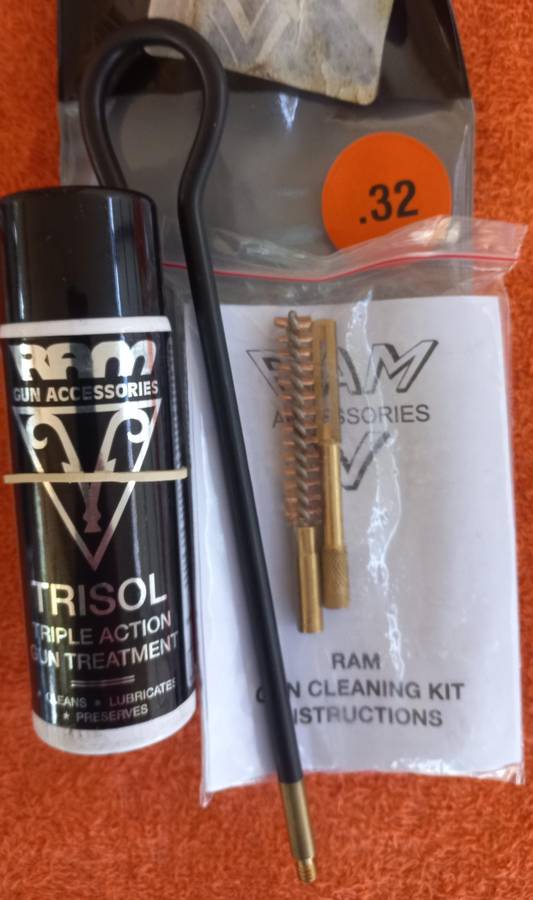 .32
RAM
GUN ACCESSORIES
TRISOL
TRIPLE ACTION
GUN TREATMENT
* CLEANS * LUBRICATES
* PRESERVES
RAM
ACCESSORIES
RAM
GUN CLEANING KIT
INSTRUCTIONS